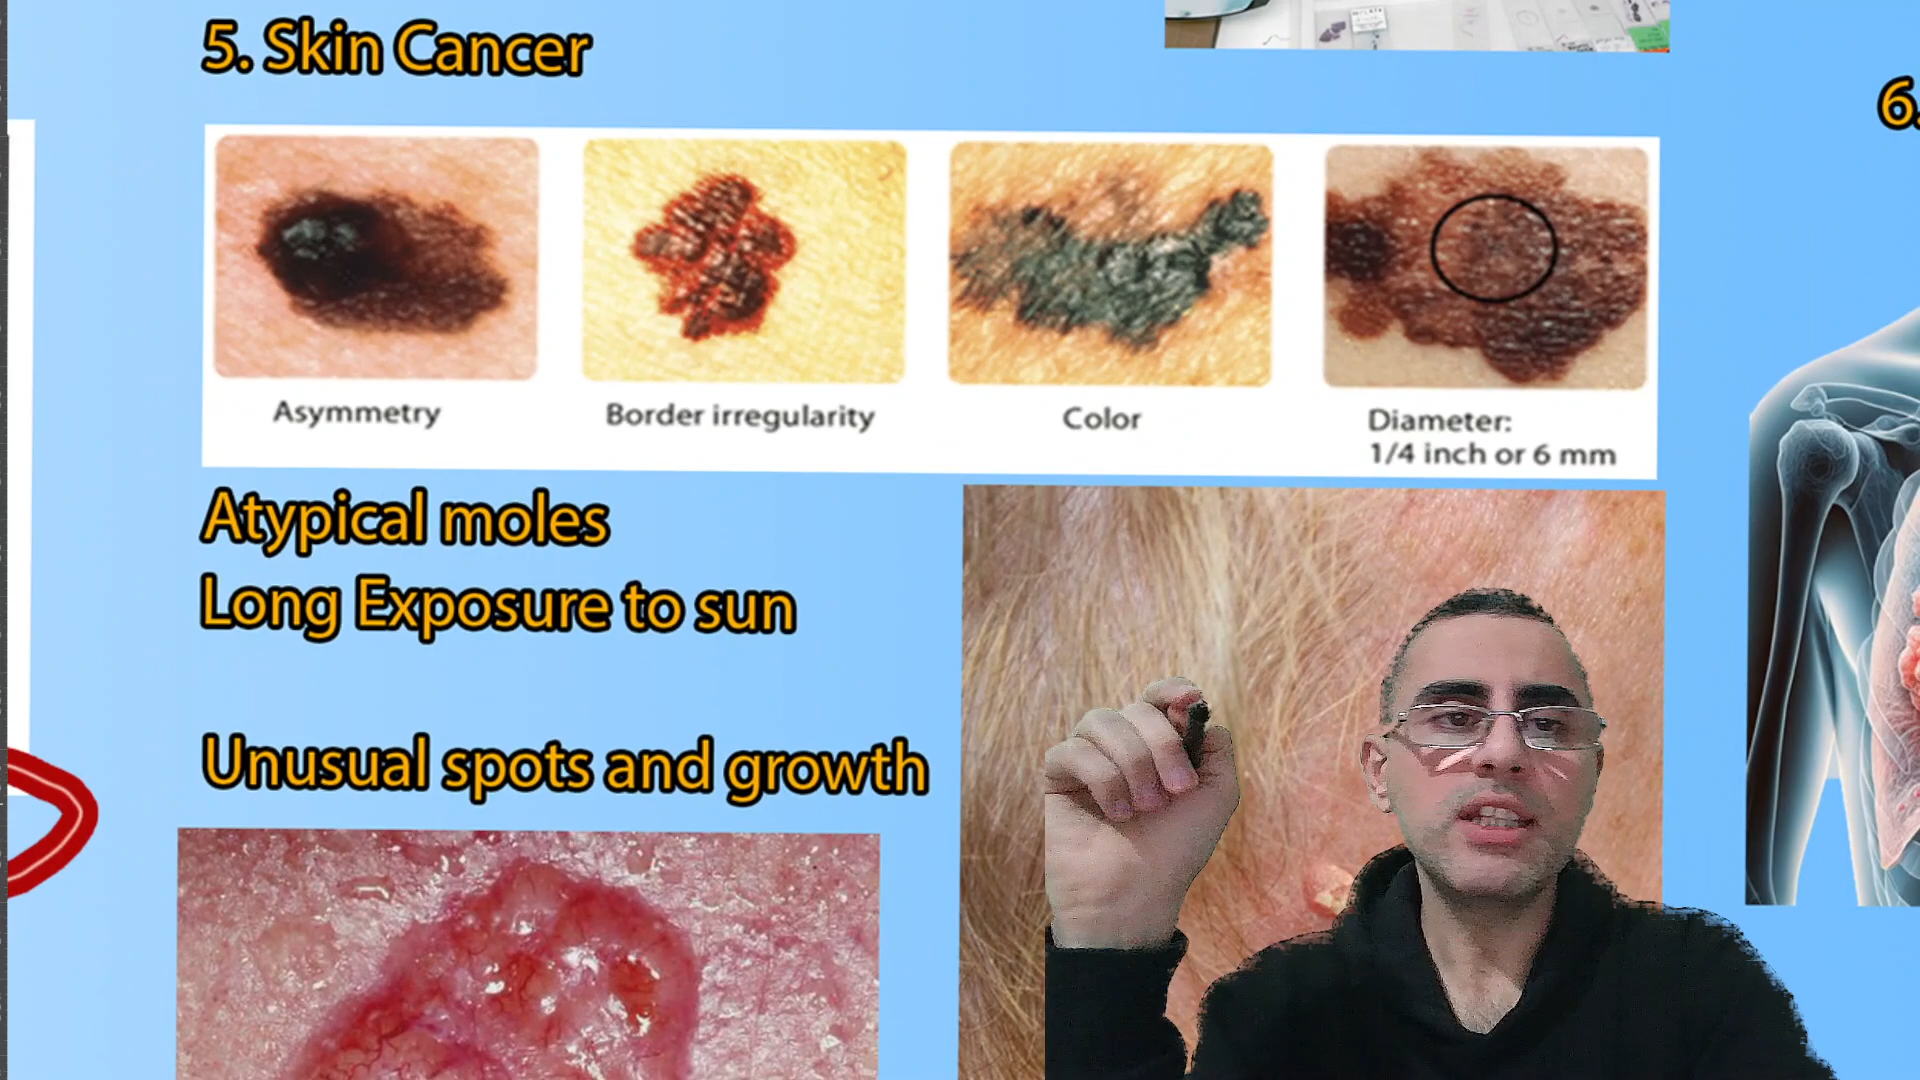 5. Skin Cancer
6.
Asymmetry
Border irregularity
Color
Diameter:
1/4 inch or 6 mm
Atypical moles
Long Exposure to sun
Unusual spots and growth